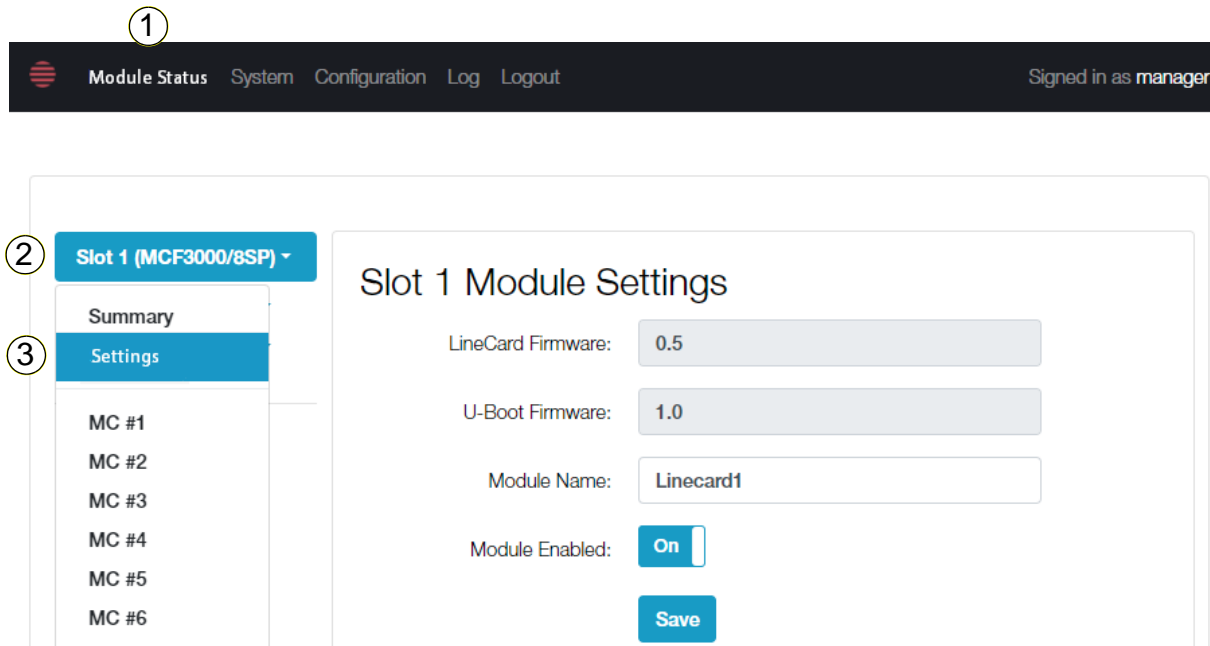 1
Module Status System Configuration Log Logout Signed in as manager
2
Slot 1 (MCF3000/8SP)
Summary
3
Settings
MC #1
MC #2
MC #3
MC #4
MC #5
MC #6
Slot 1 Module Settings
LineCard Firmware: 0.5
U-Boot Firmware: 1.0
Module Name: Linecard1
Module Enabled: On
Save